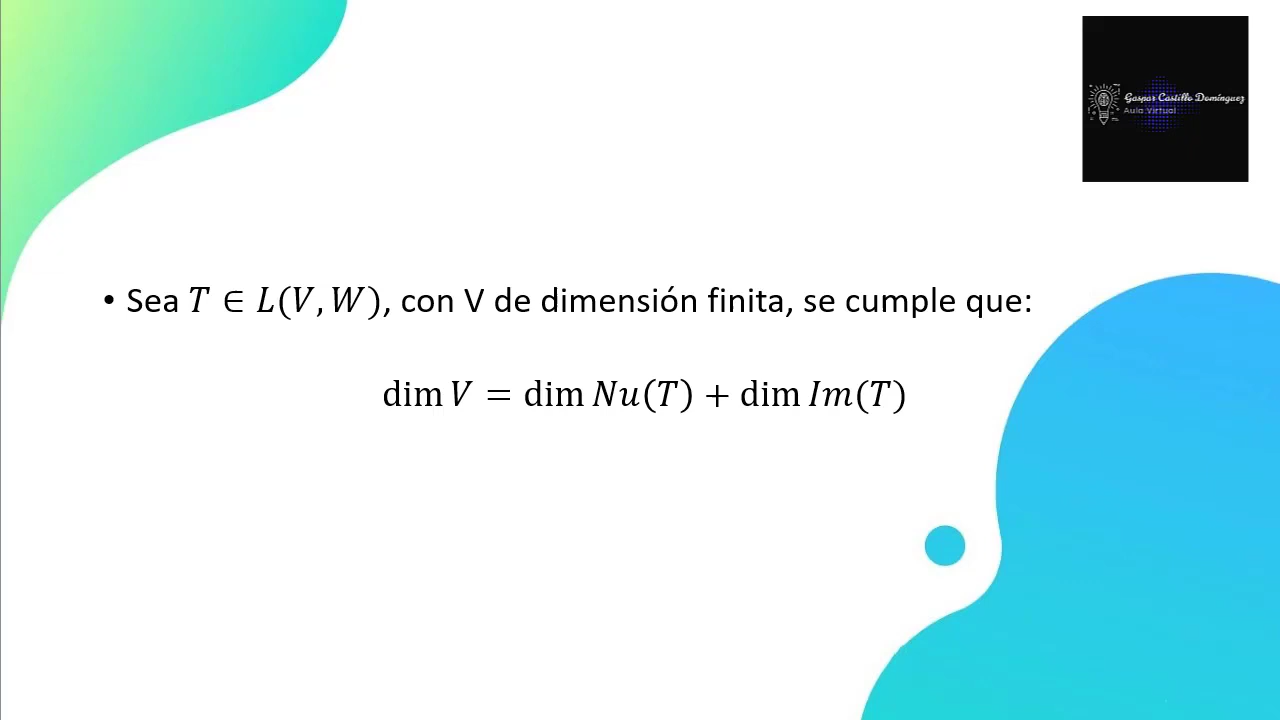 Gaspar Castillo Domínguez
Aula Virtual
• Sea 𝑇 ∈ 𝐿(𝑉, 𝑊), con V de dimensión finita, se cumple que:
dim 𝑉 = dim 𝑁𝑢(𝑇) + dim 𝐼𝑚(𝑇)